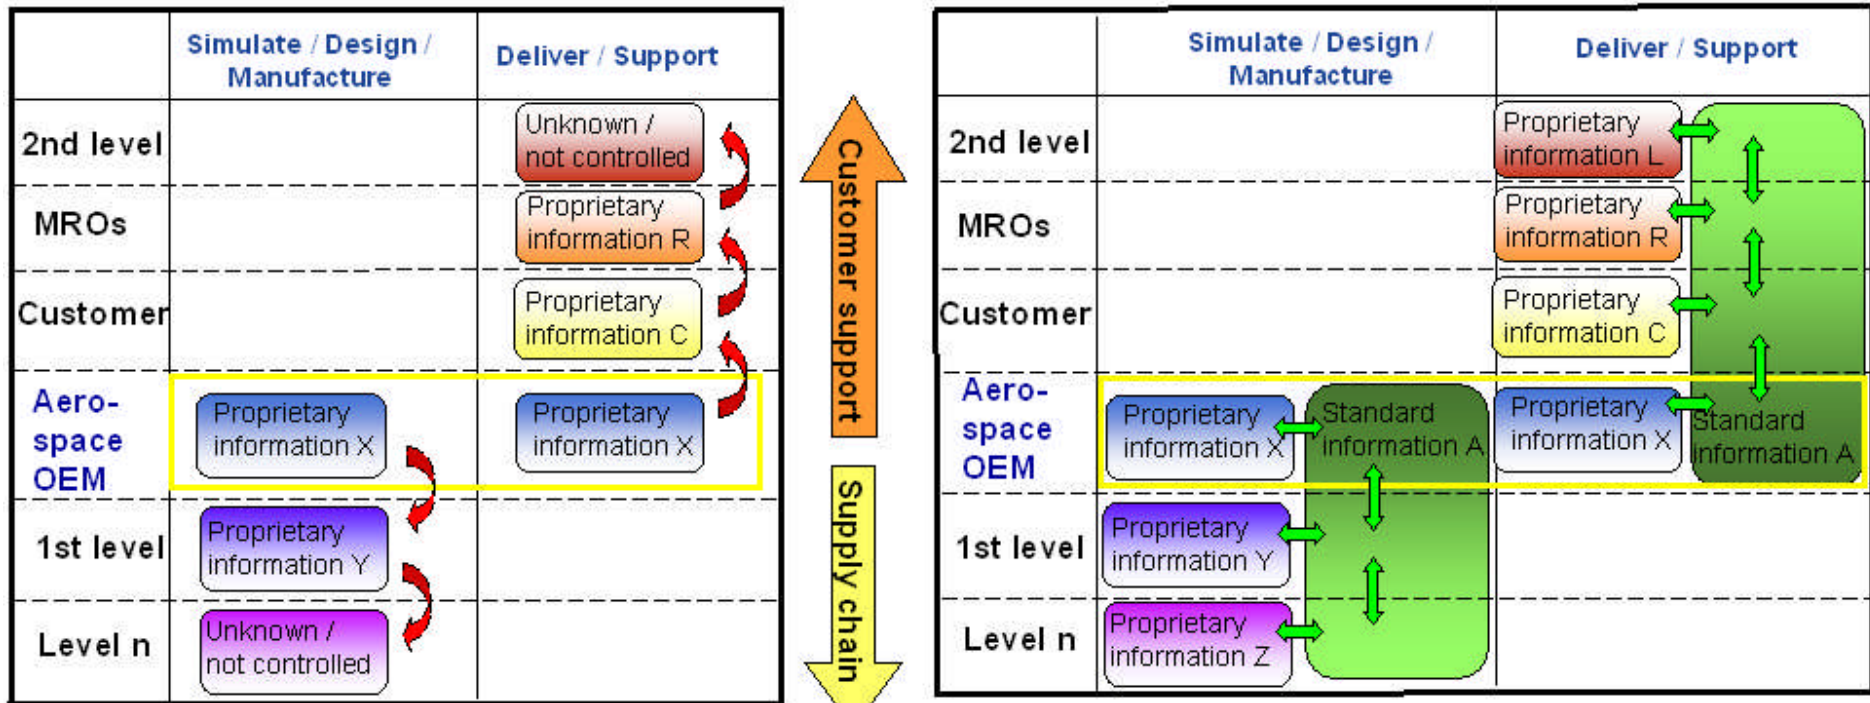 Simulate / Design /
Manufacture
Deliver / Support
2nd level
Unknown /
not controlled
MROs
Proprietary
information R
Customer
Proprietary
information C
Aero-
space
OEM
Proprietary
information X
Proprietary
information X
1st level
Proprietary
information Y
Level n
Unknown /
not controlled
Customer support
Supply chain
Simulate / Design /
Manufacture
Deliver / Support
2nd level
Proprietary
information L
MROs
Proprietary
information R
Customer
Proprietary
information C
Aero-
space
OEM
Proprietary
information X
Standard
information A
Proprietary
information X
Standard
information A
1st level
Proprietary
information Y
Level n
Proprietary
information Z